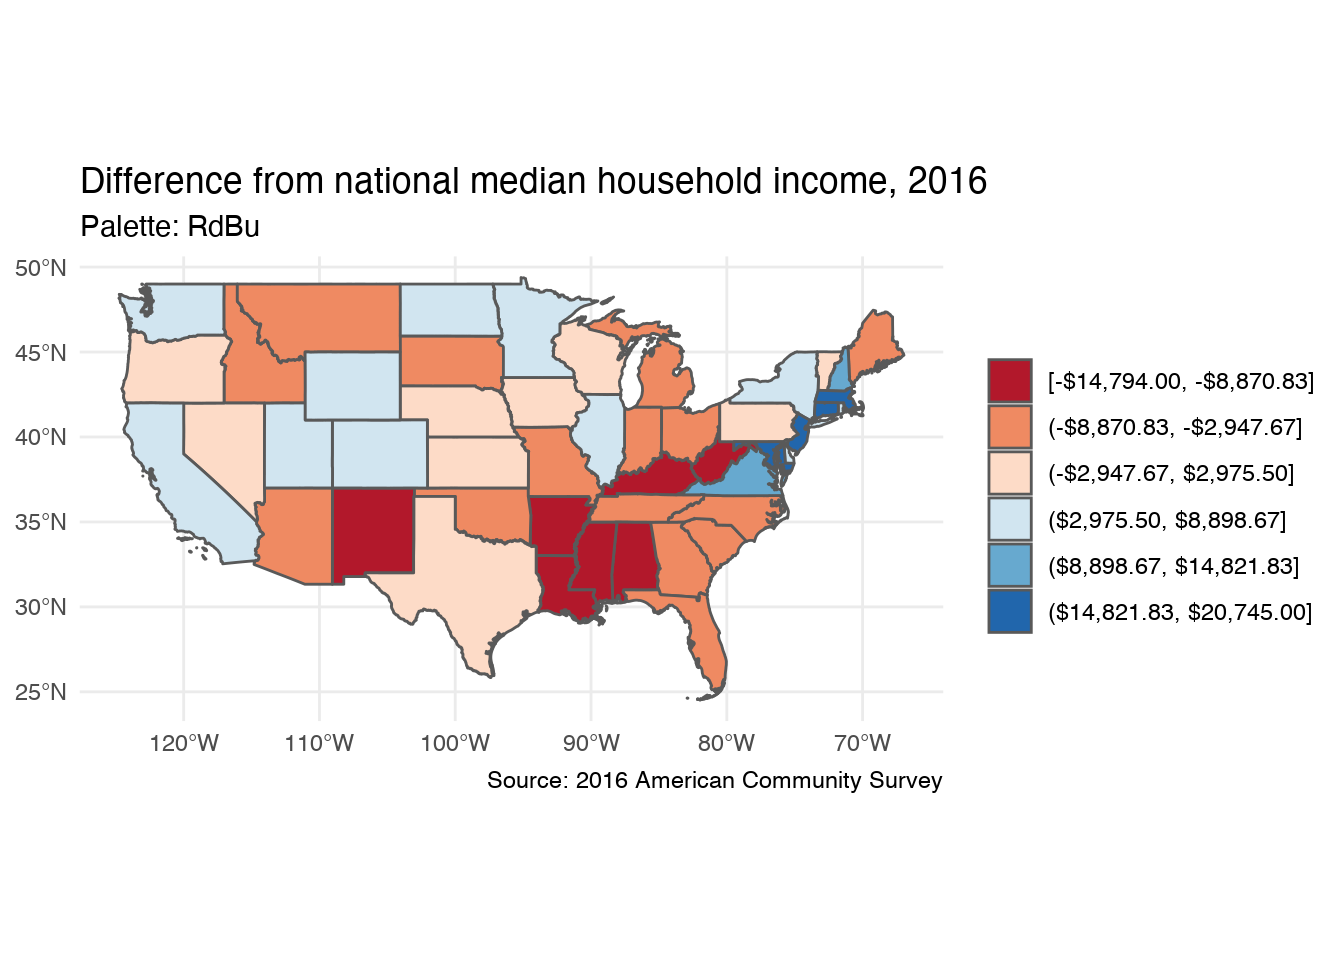 Difference from national median household income, 2016
Palette: RdBu
50°N
45°N
40°N
35°N
30°N
25°N
120°W
110°W
100°W
90°W
80°W
70°W
[-$14,794.00, -$8,870.83]
(-$8,870.83, -$2,947.67]
(-$2,947.67, $2,975.50]
($2,975.50, $8,898.67]
($8,898.67, $14,821.83]
($14,821.83, $20,745.00]
Source: 2016 American Community Survey